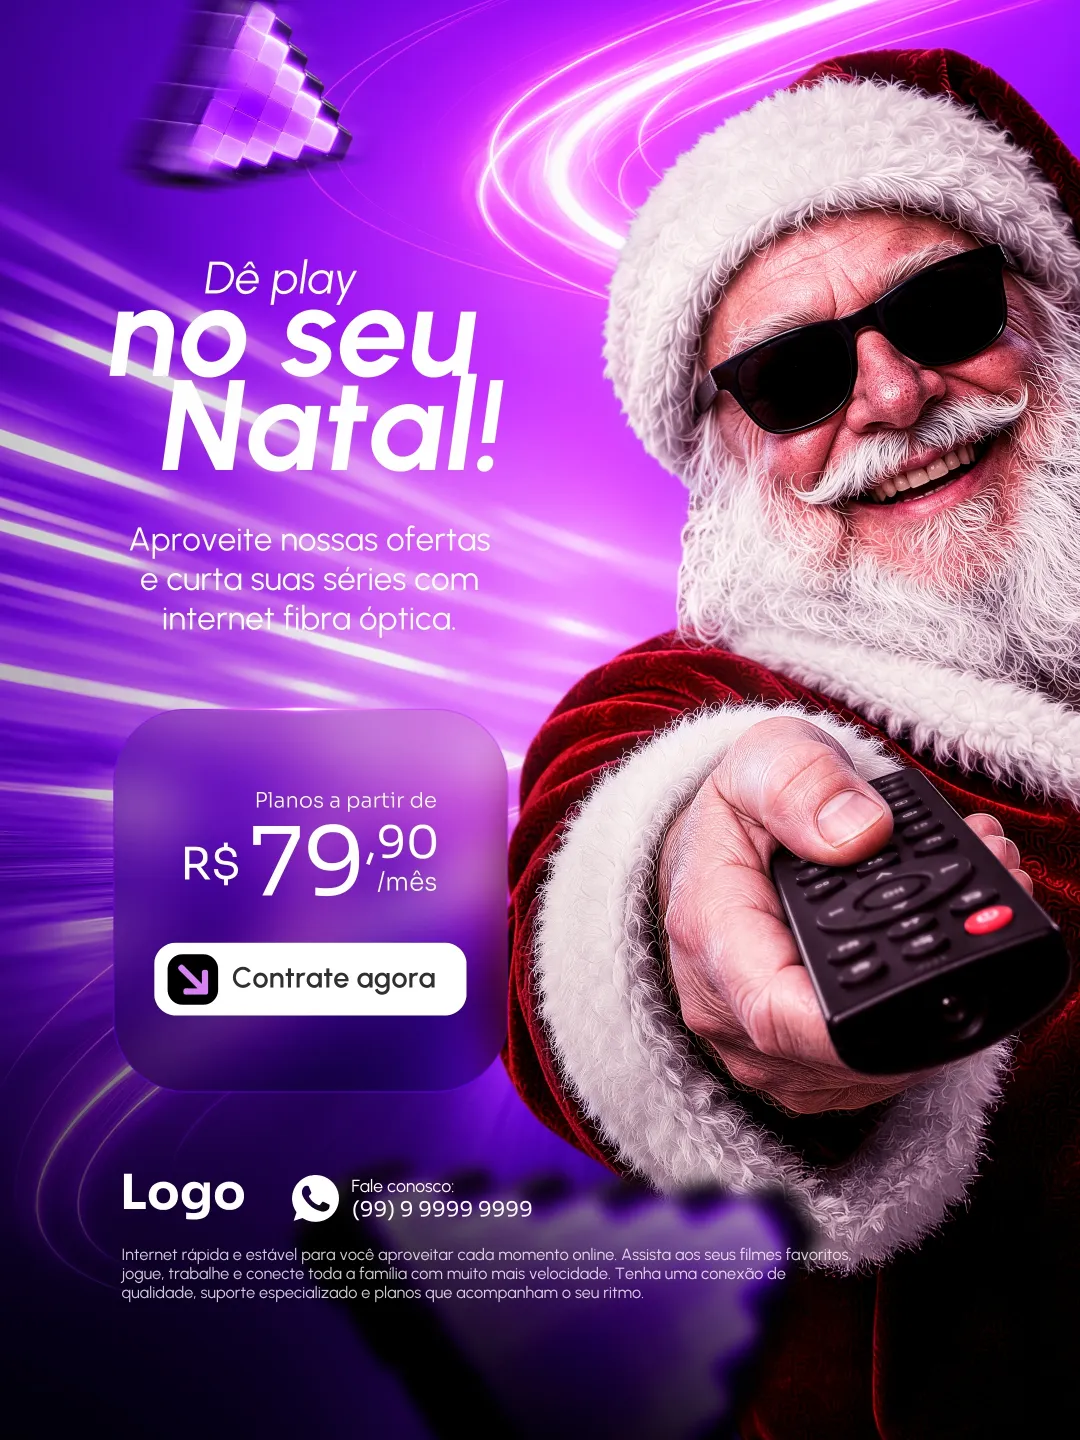 Dê play
no seu
Natal!
Aproveite nossas ofertas
e curta suas séries com
internet fibra óptica.
Planos a partir de
R$ 79,90
/mês
Contrate agora
Logo
Fale conosco:
(99) 9 9999 9999
Internet rápida e estável para você aproveitar cada momento online. Assista aos seus filmes favoritos,
jogue, trabalhe e conecte toda a família com muito mais velocidade. Tenha uma conexão de
qualidade, suporte especializado e planos que acompanham o seu ritmo.